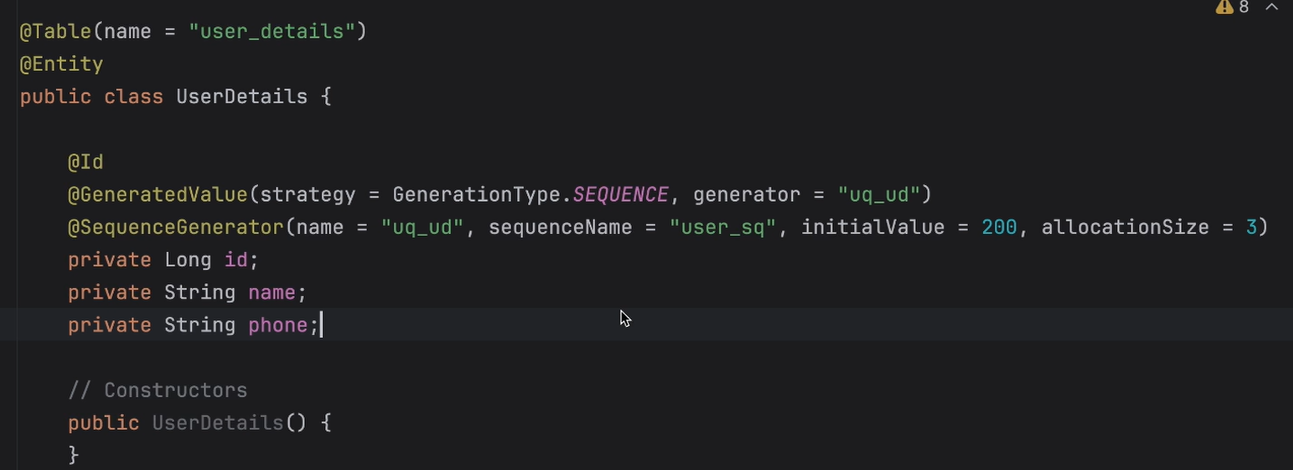 8
@Table(name = "user_details")
@Entity
public class UserDetails {
@Id
@GeneratedValue(strategy = GenerationType.SEQUENCE, generator = "uq_ud")
@SequenceGenerator(name = "uq_ud", sequenceName = "user_sq", initialValue = 200, allocationSize = 3)
private Long id;
private String name;
private String phone;
// Constructors
public UserDetails() {
}